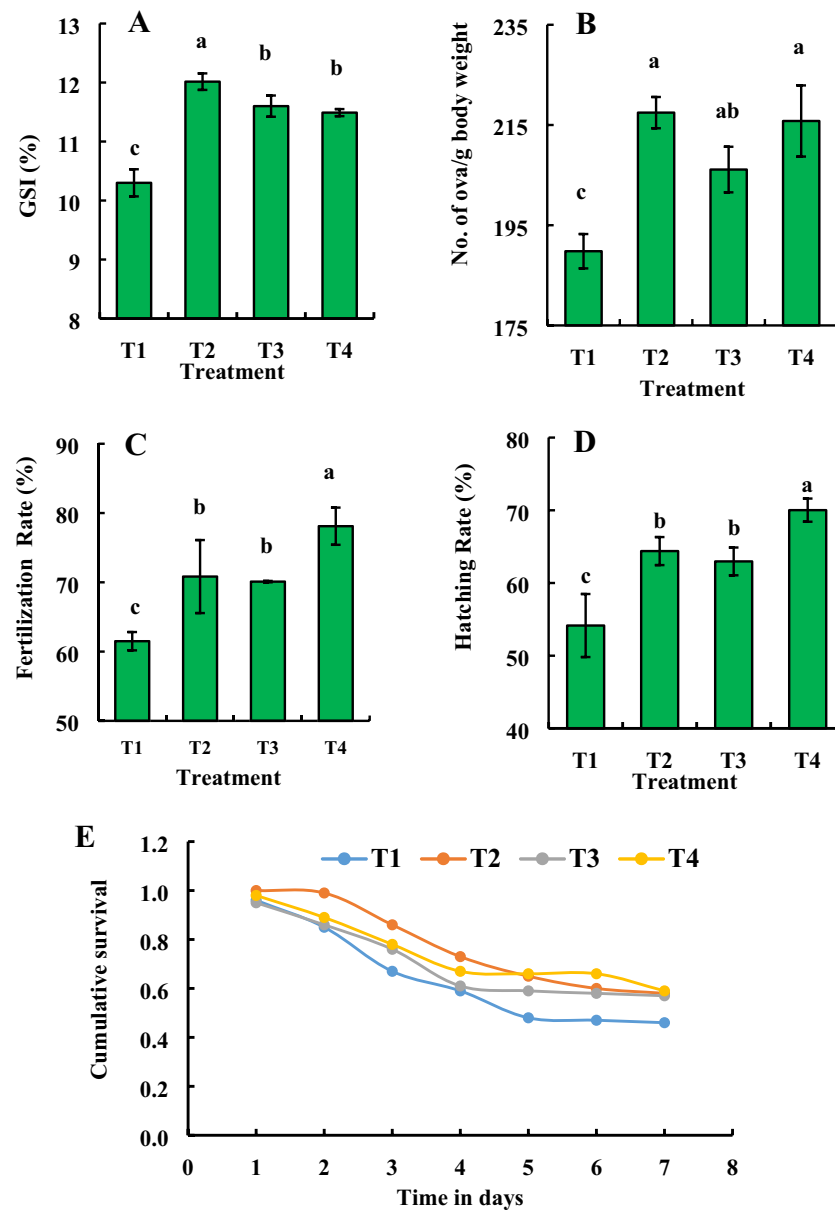 A
GSI (%)
13
12
11
10
9
8
c
a
b
b
T1 T2 T3 T4
Treatment
B
No. of ova/g body weight
235
215
195
175
c
a
ab
a
T1 T2 T3 T4
Treatment
C
Fertilization Rate (%)
90
80
70
60
50
c
b
b
a
T1 T2 T3 T4
Treatment
D
Hatching Rate (%)
80
70
60
50
40
c
b
b
a
T1 T2 T3 T4
Treatment
E
T1 T2 T3 T4
Cumulative survival
1.2
1.0
0.8
0.6
0.4
0.2
0.0
0 1 2 3 4 5 6 7 8
Time in days